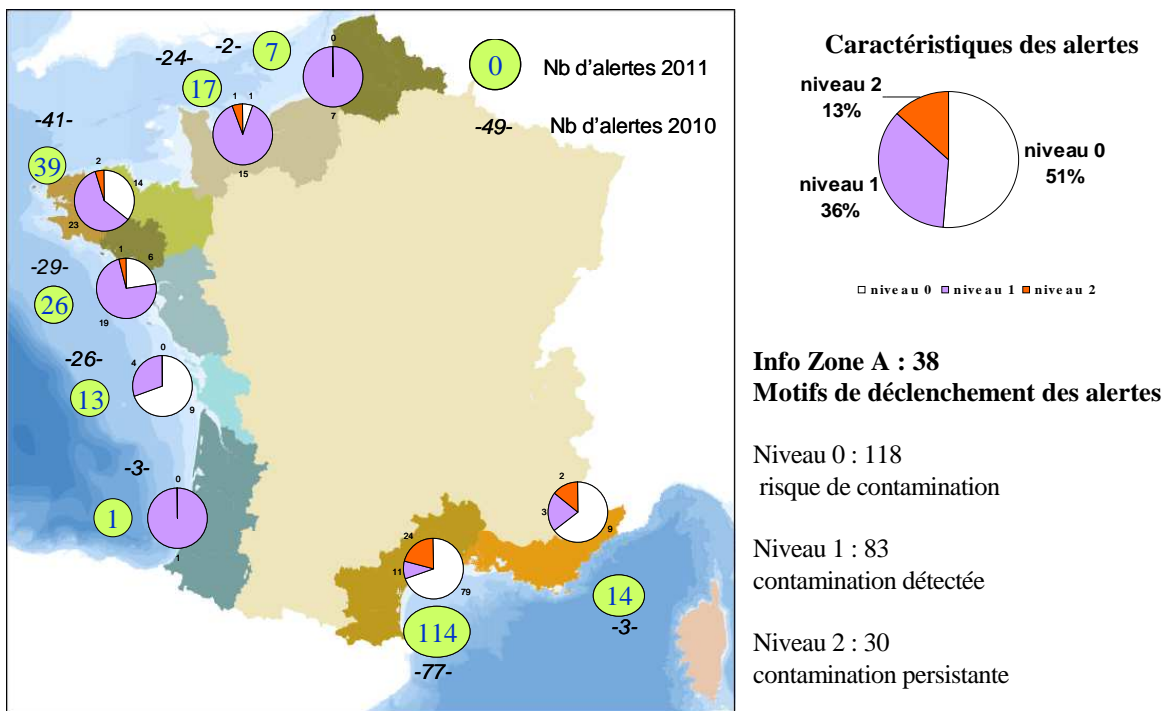 -24-
-2-
7
0
7
17
1
1
15
0
Nb d'alertes 2011
-49-
Nb d'alertes 2010
-41-
39
2
14
23
-29-
26
1
6
19
-26-
13
4
0
9
-3-
1
0
1
2
3
9
14
-3-
24
11
79
114
-77-
Caractéristiques des alertes
niveau 2
13%
niveau 0
51%
niveau 1
36%
niveau 0 niveau 1 niveau 2
Info Zone A : 38
Motifs de déclenchement des alertes
Niveau 0 : 118
risque de contamination
Niveau 1 : 83
contamination détectée
Niveau 2 : 30
contamination persistante